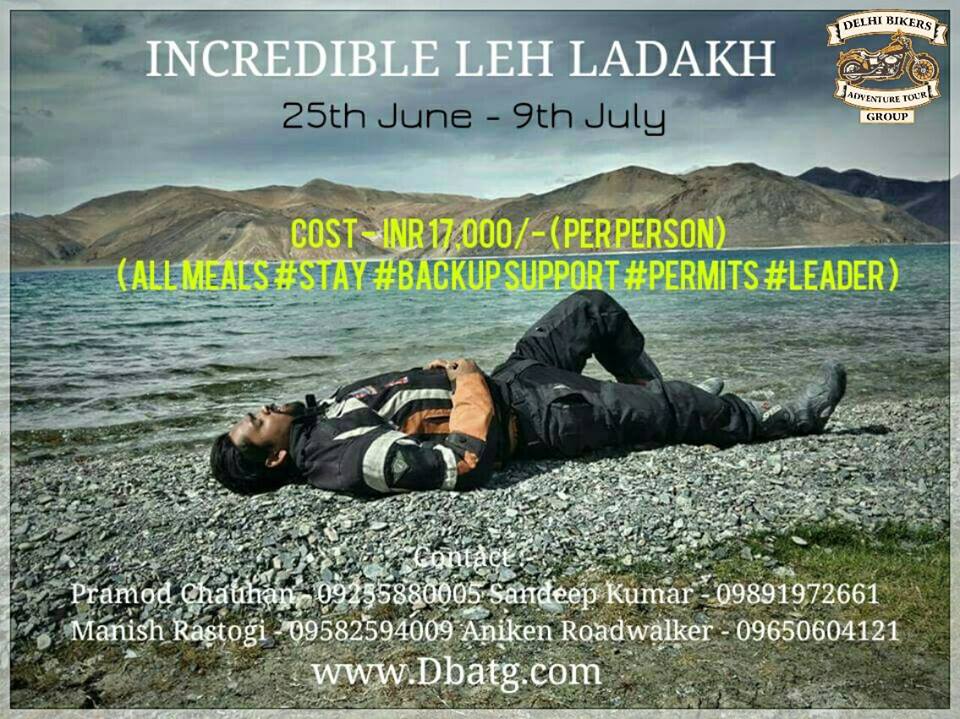 INCREDIBLE LEH LADAKH
DELHI BIKERS
ADVENTURE TOUR
GROUP
25th June - 9th July
COST - INR 17,000/- ( PER PERSON)
( ALL MEALS #STAY #BACKUP SUPPORT #PERMITS #LEADER )
Contact
Pramod Chauhan - 09255880005 Sandeep Kumar - 09891972661
Manish Rastogi - 09582594009 Aniken Roadwalker - 09650604121
www.Dbatg.com